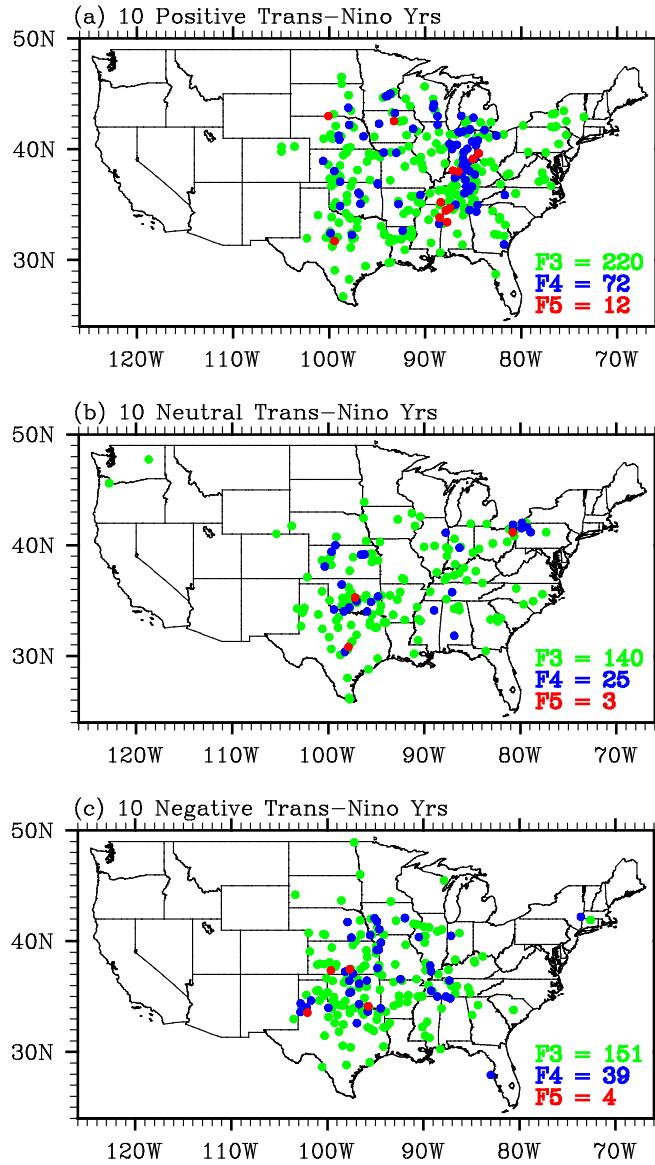 (a) 10 Positive Trans-Nino Yrs
50N
40N
30N
F3 = 220
F4 = 72
F5 = 12
120W 110W 100W 90W 80W 70W
(b) 10 Neutral Trans-Nino Yrs
50N
40N
30N
F3 = 140
F4 = 25
F5 = 3
120W 110W 100W 90W 80W 70W
(c) 10 Negative Trans-Nino Yrs
50N
40N
30N
F3 = 151
F4 = 39
F5 = 4
120W 110W 100W 90W 80W 70W